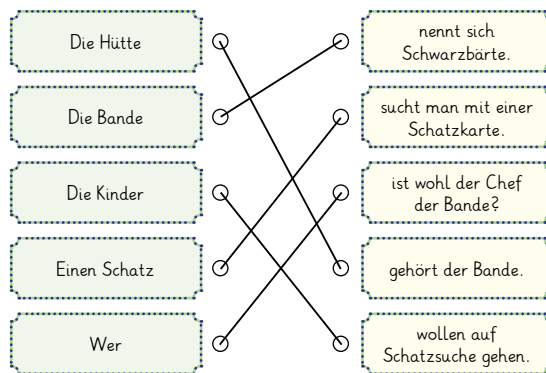 Die Hütte
nennt sich
Schwarzbärte.
Die Bande
sucht man mit einer
Schatzkarte.
Die Kinder
ist wohl der Chef
der Bande?
Einen Schatz
gehört der Bande.
Wer
wollen auf
Schatzsuche gehen.